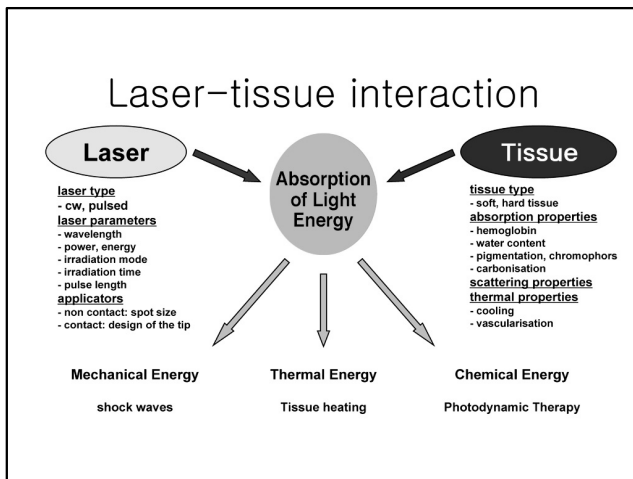 Laser-tissue interaction
Laser
laser type
- cw, pulsed
laser parameters
- wavelength
- power, energy
- irradiation mode
- irradiation time
- pulse length
applicators
- non contact: spot size
- contact: design of the tip
Absorption
of Light
Energy
Tissue
tissue type
- soft, hard tissue
absorption properties
- hemoglobin
- water content
- pigmentation, chromophors
- carbonisation
scattering properties
thermal properties
- cooling
- vascularisation
Mechanical Energy
shock waves
Thermal Energy
Tissue heating
Chemical Energy
Photodynamic Therapy